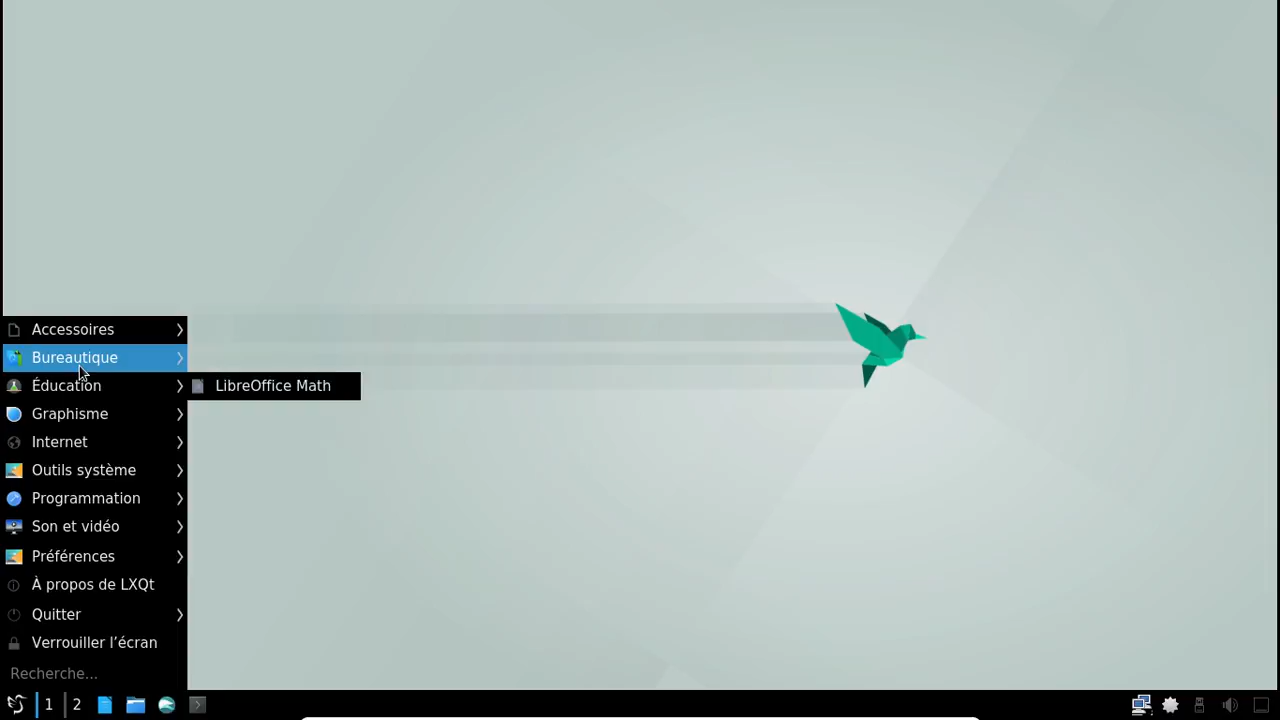 Accessoires
Bureautique
Éducation
LibreOffice Math
Graphisme
Internet
Outils système
Programmation
Son et vidéo
Préférences
À propos de LXQt
Quitter
Verrouiller l’écran
Recherche...
1 2